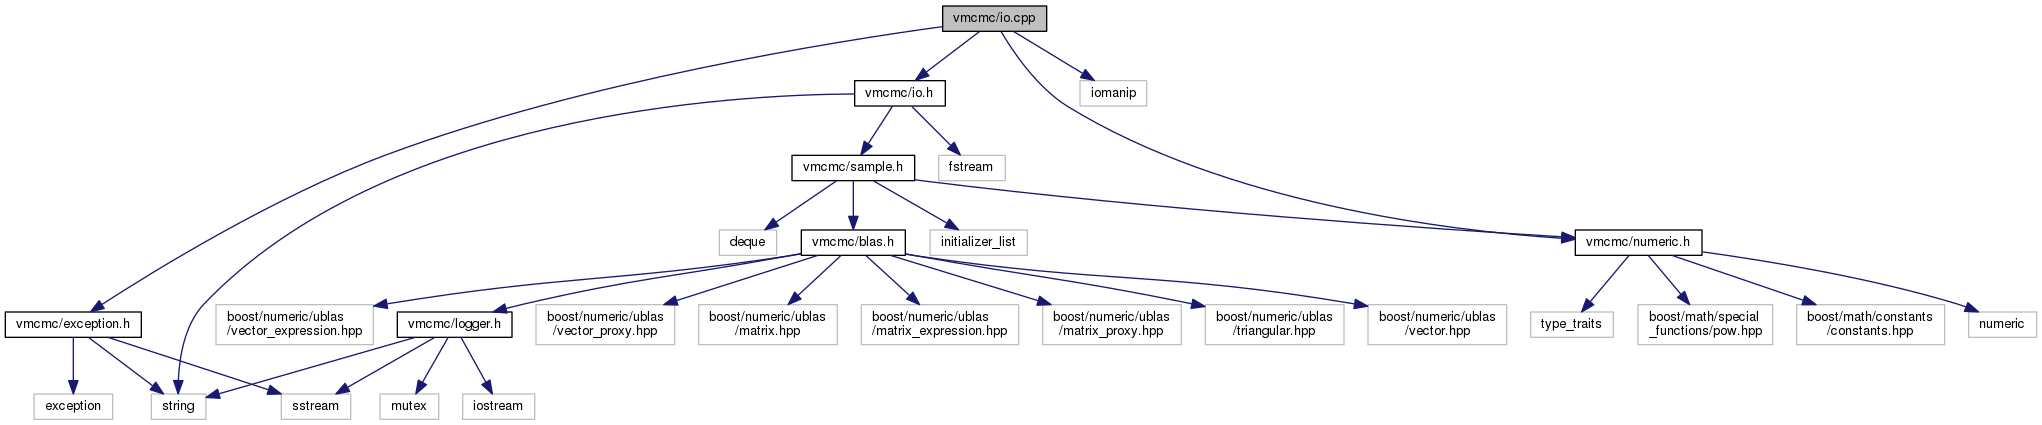 vmcmc/io.cpp
vmcmc/io.h
iomanip
vmcmc/sample.h
fstream
deque
vmcmc/blas.h
initializer_list
vmcmc/numeric.h
vmcmc/exception.h
boost/numeric/ublas
/vector_expression.hpp
vmcmc/logger.h
boost/numeric/ublas
/vector_proxy.hpp
boost/numeric/ublas
/matrix.hpp
boost/numeric/ublas
/matrix_expression.hpp
boost/numeric/ublas
/matrix_proxy.hpp
boost/numeric/ublas
/triangular.hpp
boost/numeric/ublas
/vector.hpp
type_traits
boost/math/special
_functions/pow.hpp
boost/math/constants
/constants.hpp
numeric
exception
string
sstream
mutex
iostream